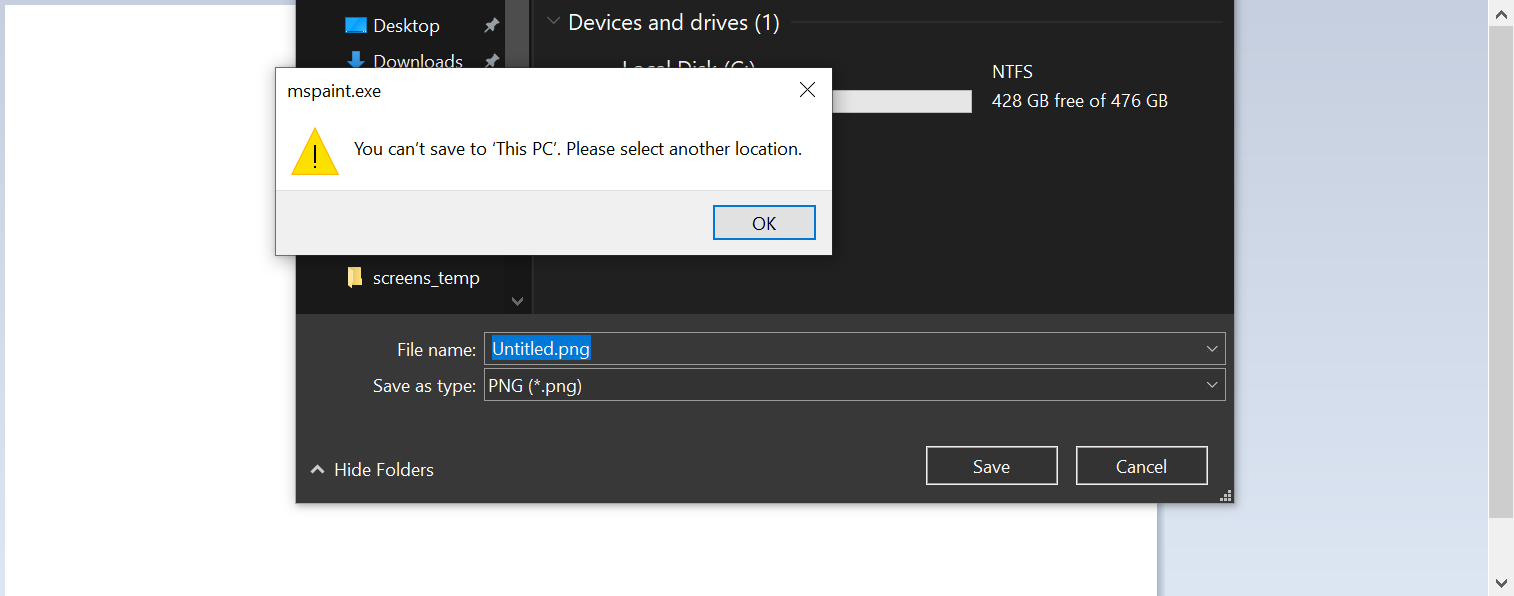 Desktop
Devices and drives (1)
Downloads
Local Disk (C:)
NTFS
428 GB free of 476 GB
mspaint.exe
You can’t save to ‘This PC’. Please select another location.
OK
screens_temp
File name: Untitled.png
Save as type: PNG (*.png)
Hide Folders
Save
Cancel